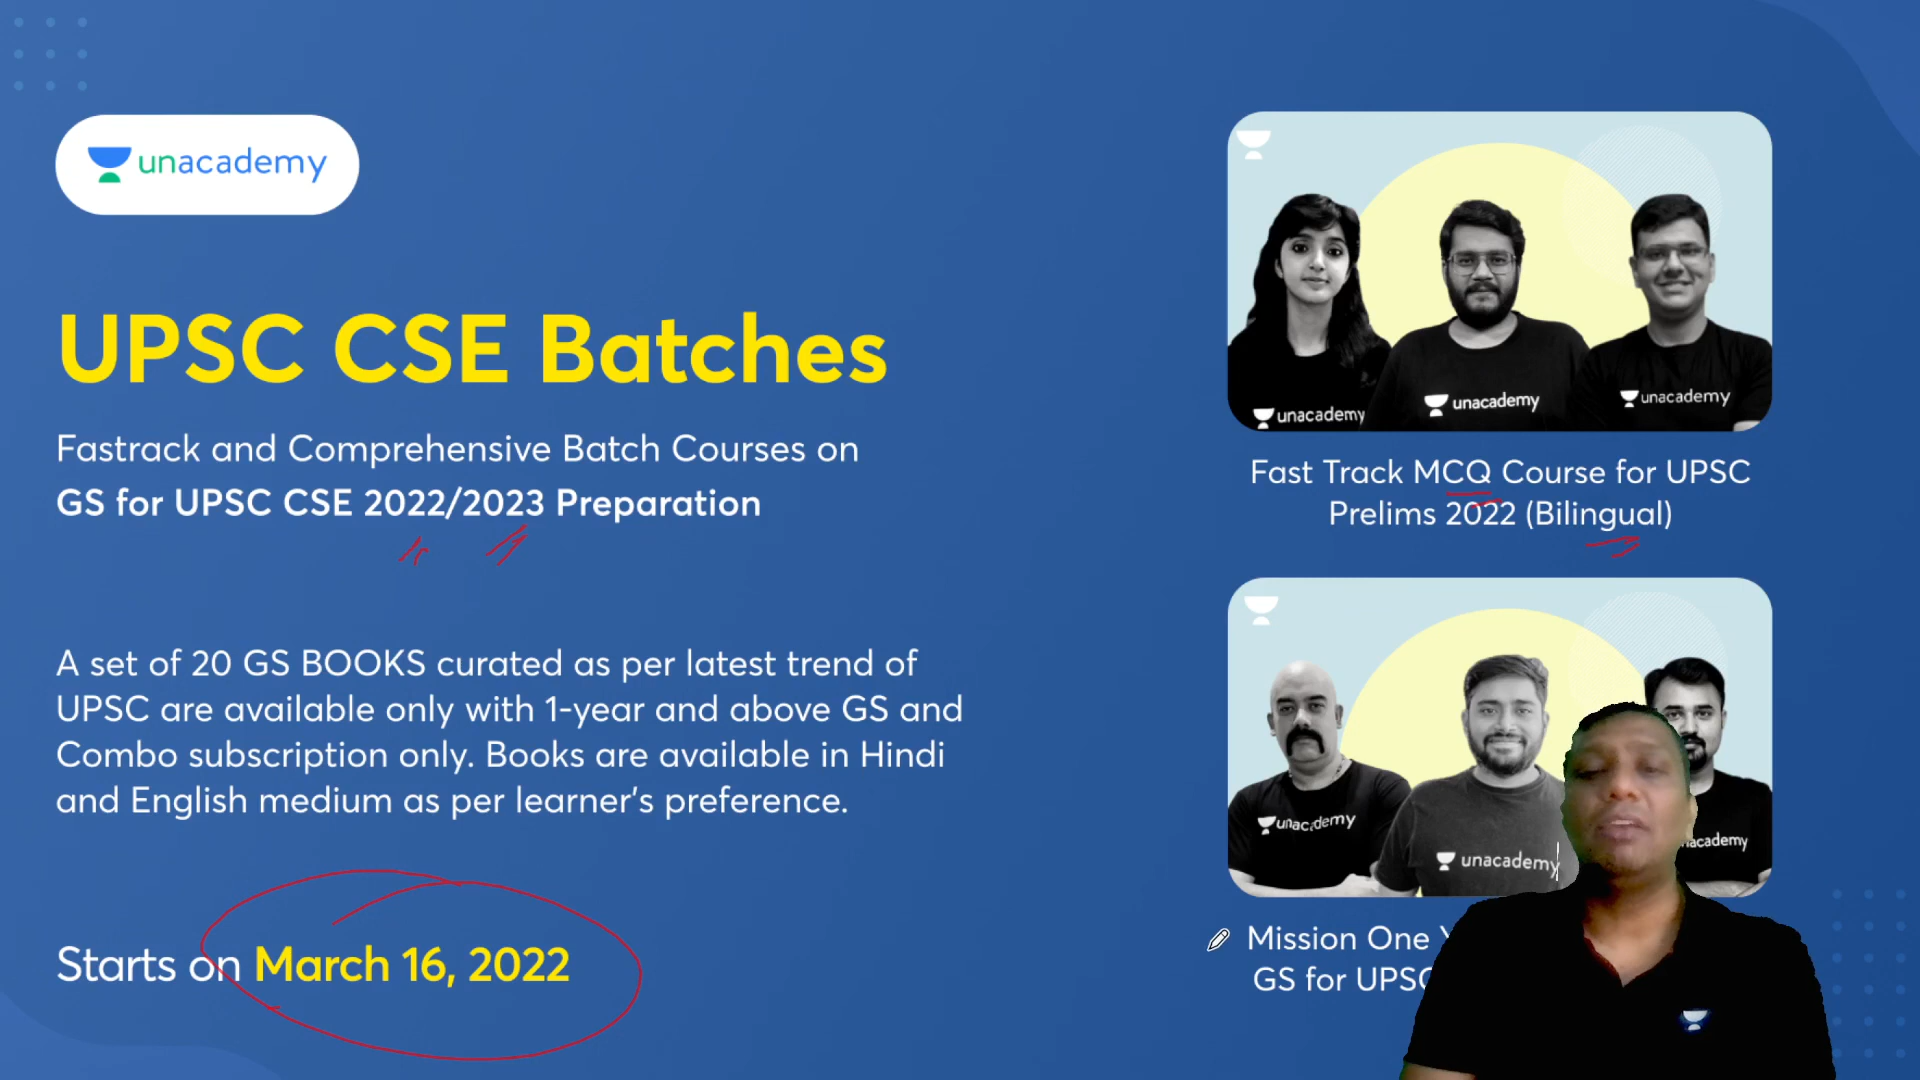 unacademy
UPSC CSE Batches
Fastrack and Comprehensive Batch Courses on
GS for UPSC CSE 2022/2023 Preparation
A set of 20 GS BOOKS curated as per latest trend of
UPSC are available only with 1-year and above GS and
Combo subscription only. Books are available in Hindi
and English medium as per learner's preference.
Starts on March 16, 2022
unacademy
unacademy
unacademy
Fast Track MCQ Course for UPSC
Prelims 2022 (Bilingual)
unacademy
unacademy
Mission One
GS for UPSC